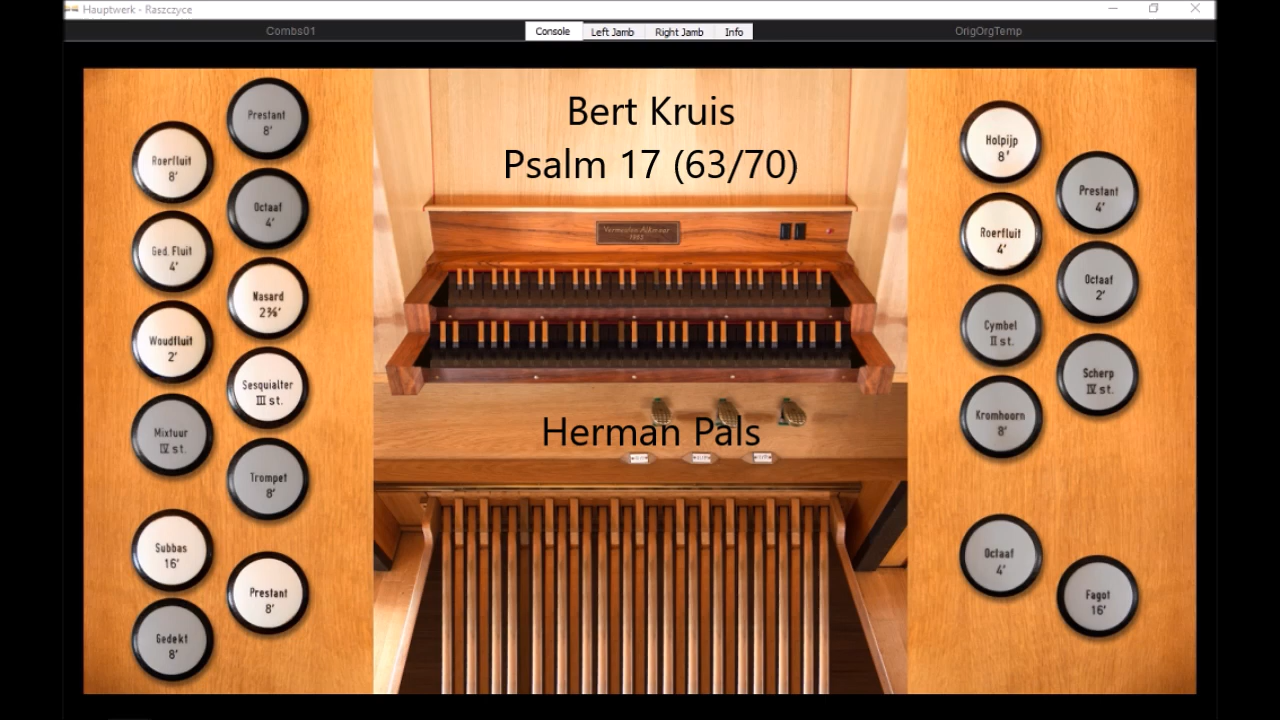 Hauptwerk - Raszczyce
Combs01
Console
Left Jamb
Right Jamb
Info
OrigOrgTemp
Bert Kruis
Psalm 17 (63/70)
Vermeulen Alkmaar
1982
Herman Pals
Prestant
8'
Roerfluit
8'
Octaaf
4'
Ged. Fluit
4'
Nasard
2⅔'
Woudfluit
2'
Sesquialter
III st.
Mixtuur
IV st.
Trompet
8'
Subbas
16'
Prestant
8'
Gedekt
8'
Holpijp
8'
Prestant
4'
Roerfluit
4'
Octaaf
2'
Cymbel
II st.
Scherp
IV st.
Kromhoorn
8'
Octaaf
4'
Fagot
16'